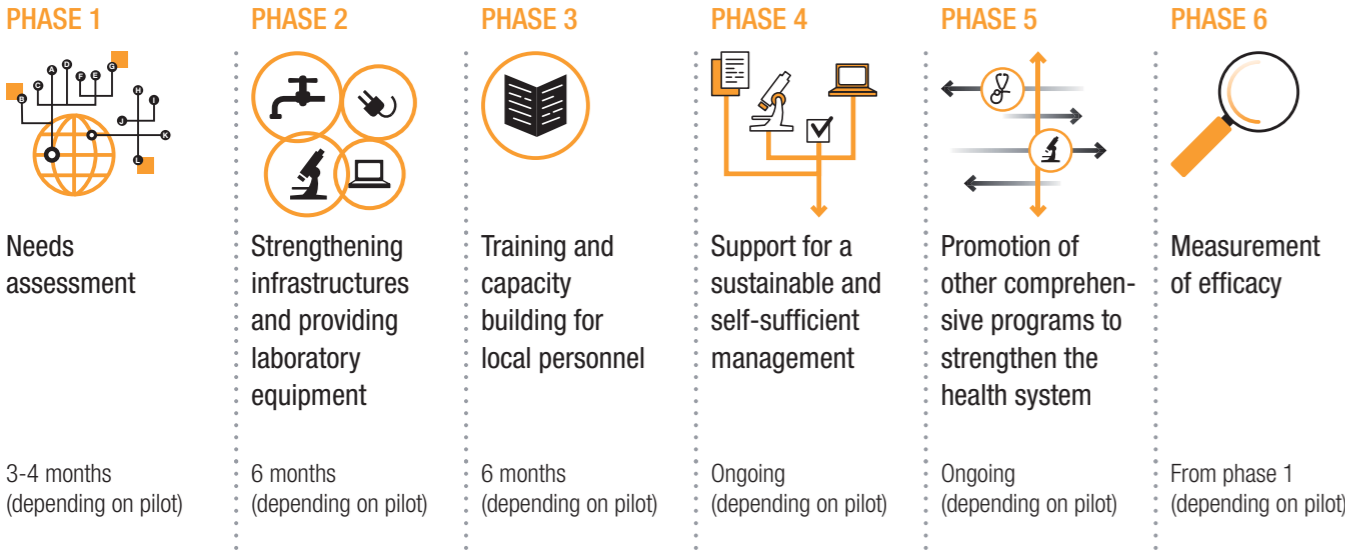 PHASE 1
A
B
C
D
E
F
G
H
I
J
K
L
Needs
assessment
3-4 months
(depending on pilot)
PHASE 2
Strengthening
infrastructures
and providing
laboratory
equipment
6 months
(depending on pilot)
PHASE 3
Training and
capacity
building for
local personnel
6 months
(depending on pilot)
PHASE 4
Support for a
sustainable and
self-sufficient
management
Ongoing
(depending on pilot)
PHASE 5
Promotion of
other comprehen-
sive programs to
strengthen the
health system
Ongoing
(depending on pilot)
PHASE 6
Measurement
of efficacy
From phase 1
(depending on pilot)